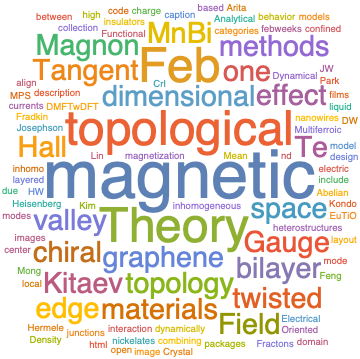 between high code charge based Arita
insulators caption Analytical behavior models
collection Functional categories febweeks confined
Magnon Feb MnBi methods
align Dynamical JW
Tangent one
Park
MPS description CrI films
currents DMFTwDFT dimensional effect liquid
Fradkin nanowires
Josephson Multiferroic DW
Hall topological Te model
design
Lin magnetization Mean nd electric
inhomo magnetic include
layered
due HW Abelian
Heisenberg Kim Theory inhomogeneous space Kondo
modes valley EuTiO
heterostructures
images chiral graphene Gauge layout
center
Mong Kitaev topology bilayer mode
local Feng
edge materials twisted
Field Electrical
Hermele interaction dynamically Oriented
Density junctions nickelates combining packages Fractons domain
html open image Crystal